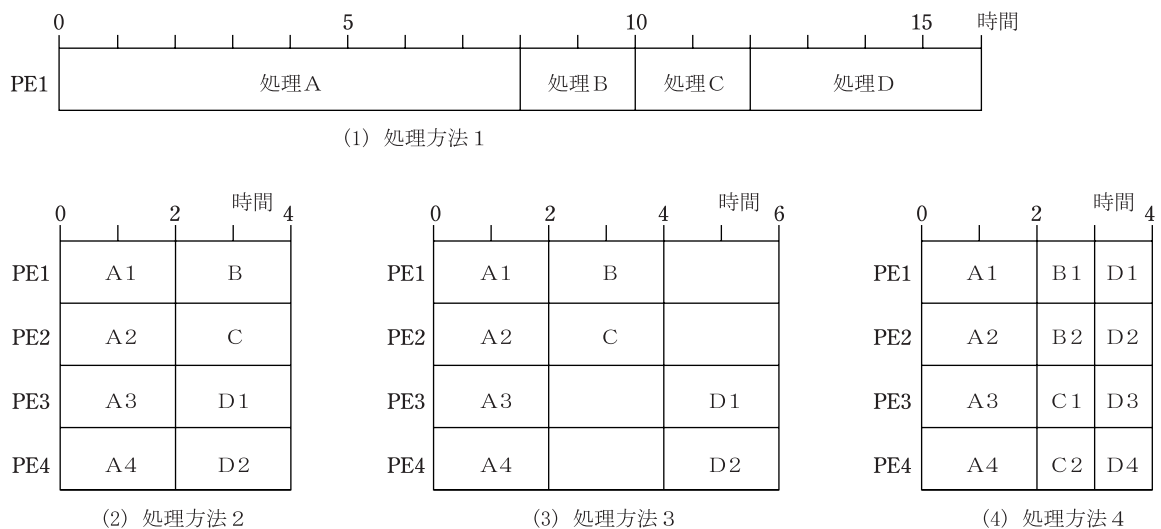 0 5 10 15 時間
PE1 処理A 処理B 処理C 処理D
(1) 処理方法1
0 2 時間 4
PE1 A1 B
PE2 A2 C
PE3 A3 D1
PE4 A4 D2
(2) 処理方法2
0 2 4 時間 6
PE1 A1 B
PE2 A2 C
PE3 A3 D1
PE4 A4 D2
(3) 処理方法3
0 2 時間 4
PE1 A1 B1 D1
PE2 A2 B2 D2
PE3 A3 C1 D3
PE4 A4 C2 D4
(4) 処理方法4